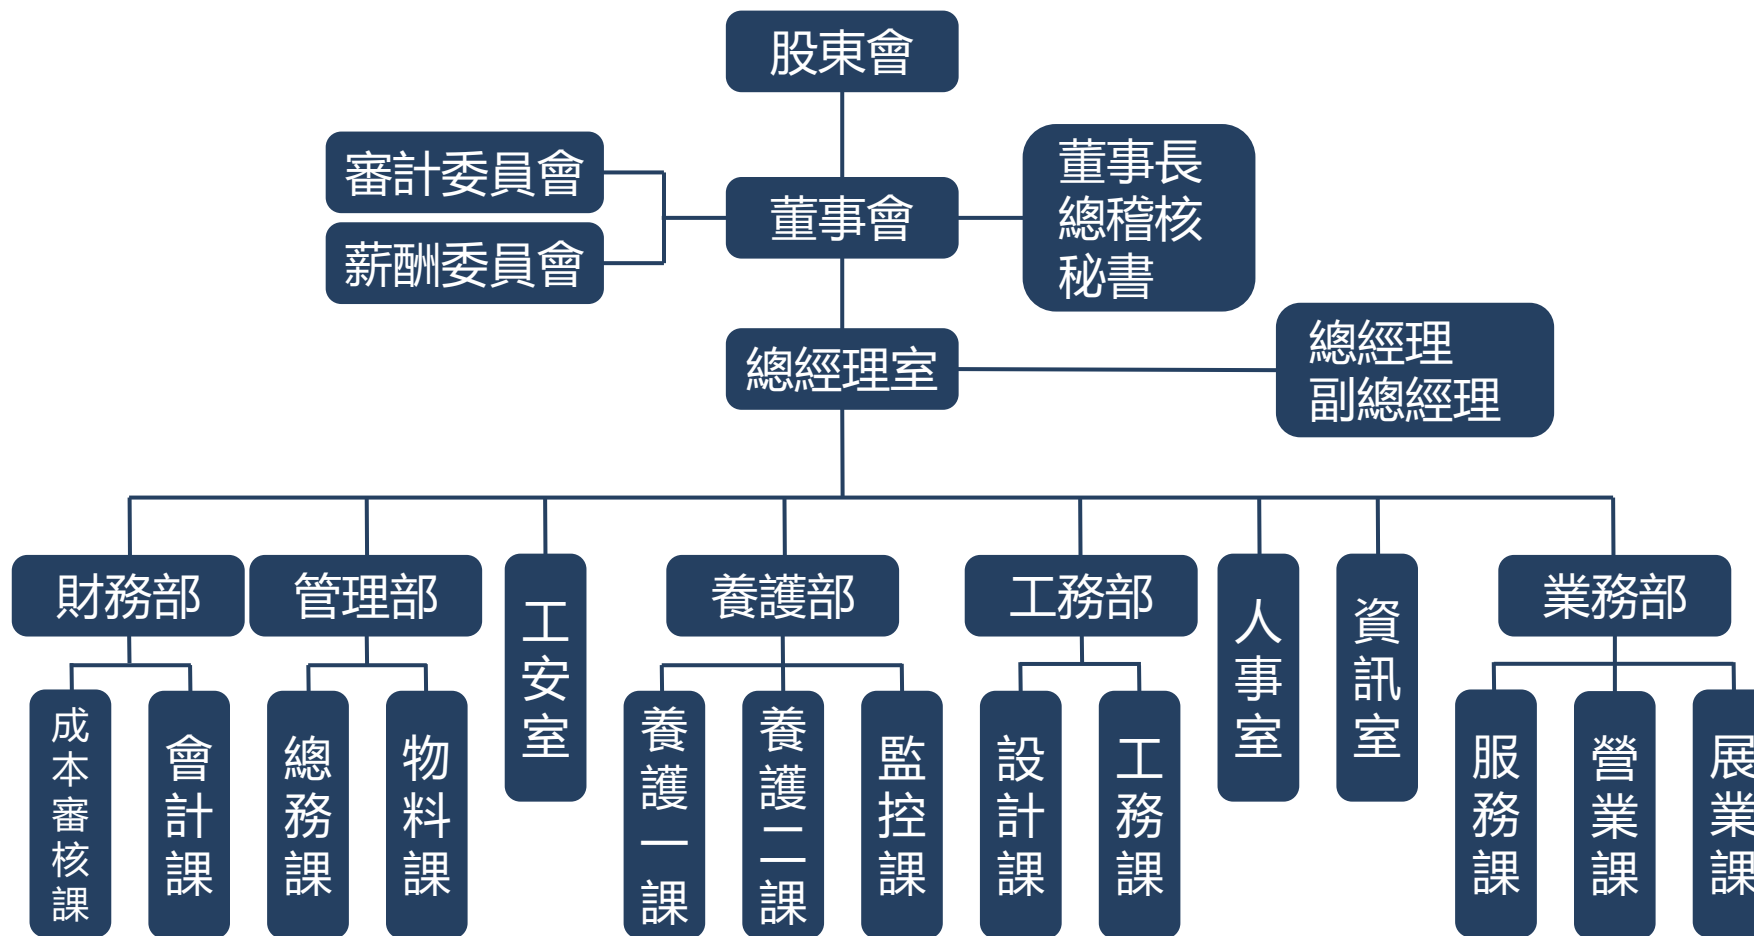 股東會
審計委員會
薪酬委員會
董事會
董事長
總稽核
秘書
總經理室
總經理
副總經理
財務部
管理部
工安室
養護部
工務部
人事室
資訊室
業務部
成本審核課
會計課
總務課
物料課
養護一課
養護二課
監控課
設計課
工務課
服務課
營業課
展業課